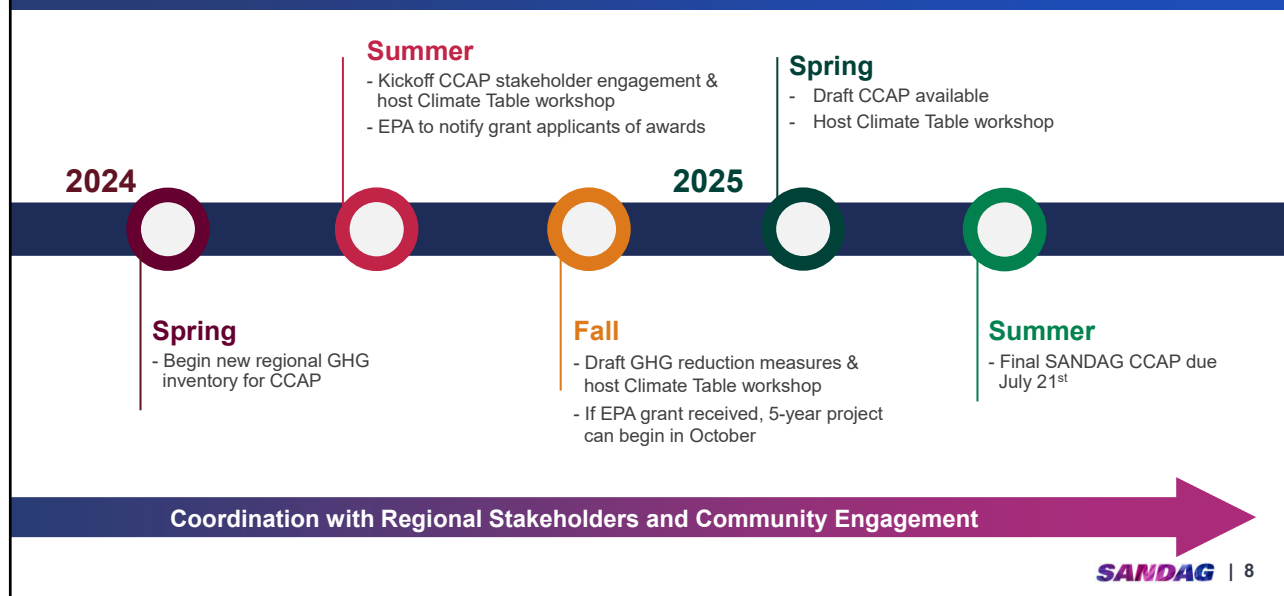 2024
Spring
- Begin new regional GHG
inventory for CCAP
Summer
- Kickoff CCAP stakeholder engagement &
host Climate Table workshop
- EPA to notify grant applicants of awards
Fall
- Draft GHG reduction measures &
host Climate Table workshop
- If EPA grant received, 5-year project
can begin in October
2025
Spring
- Draft CCAP available
- Host Climate Table workshop
Summer
- Final SANDAG CCAP due
July 21st
Coordination with Regional Stakeholders and Community Engagement
SANDAG | 8